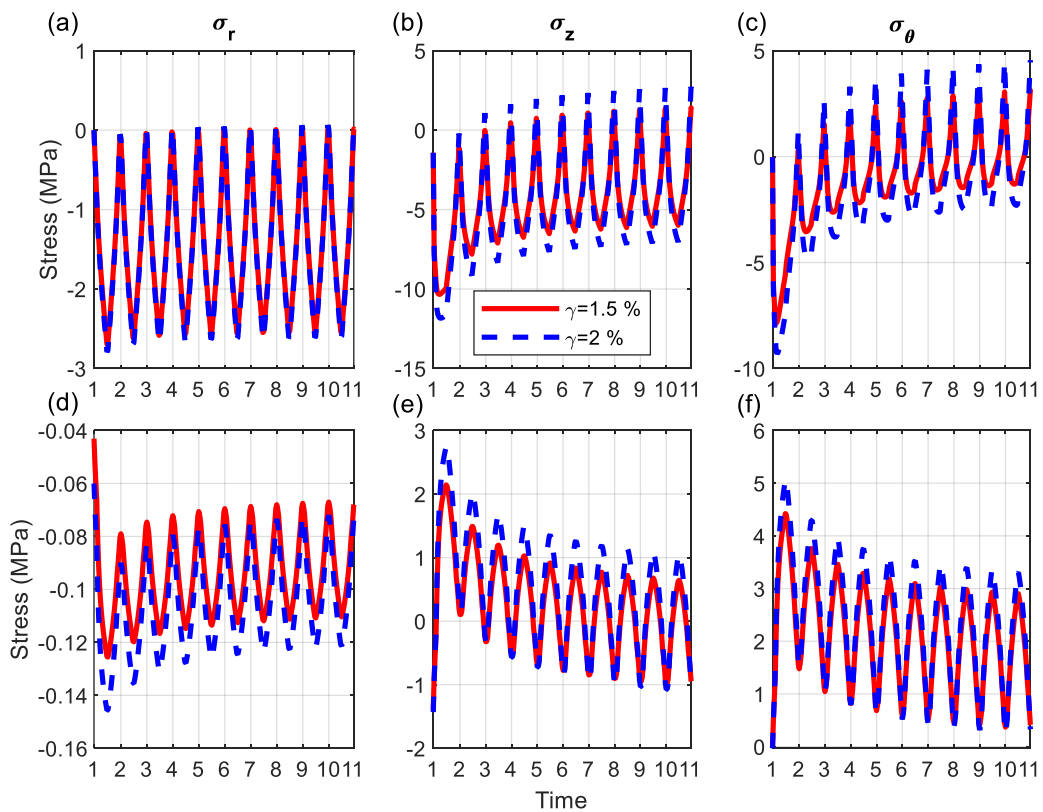 (a) σr (b) σz (c) σθ
1
0
-1
-2
-3
Stress (MPa)
1 2 3 4 5 6 7 8 9 10 11
5
0
-5
-10
-15
γ=1.5 %
γ=2 %
1 2 3 4 5 6 7 8 9 10 11
5
0
-5
-10
1 2 3 4 5 6 7 8 9 10 11
(d) (e) (f)
-0.04
-0.06
-0.08
-0.1
-0.12
-0.14
-0.16
Stress (MPa)
1 2 3 4 5 6 7 8 9 10 11
3
2
1
0
-1
-2
1 2 3 4 5 6 7 8 9 10 11
6
5
4
3
2
1
0
1 2 3 4 5 6 7 8 9 10 11
Time